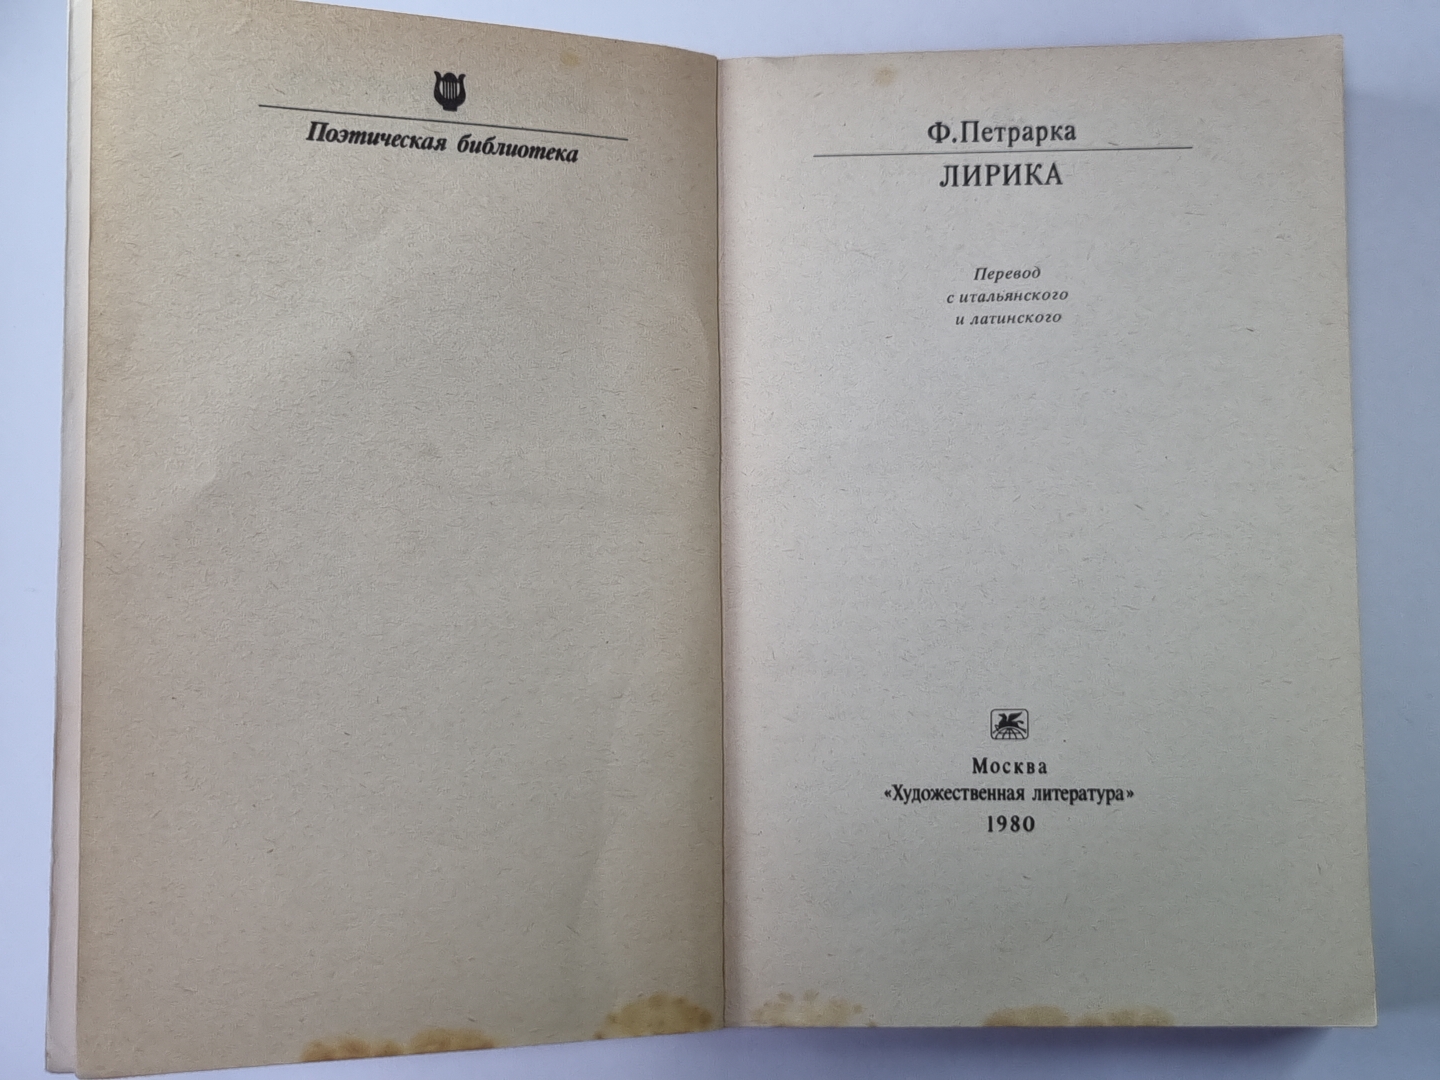 Поэтическая библиотека
Ф.Петрарка
ЛИРИКА
Перевод
с итальянского
и латинского
Москва
«Художественная литература»
1980